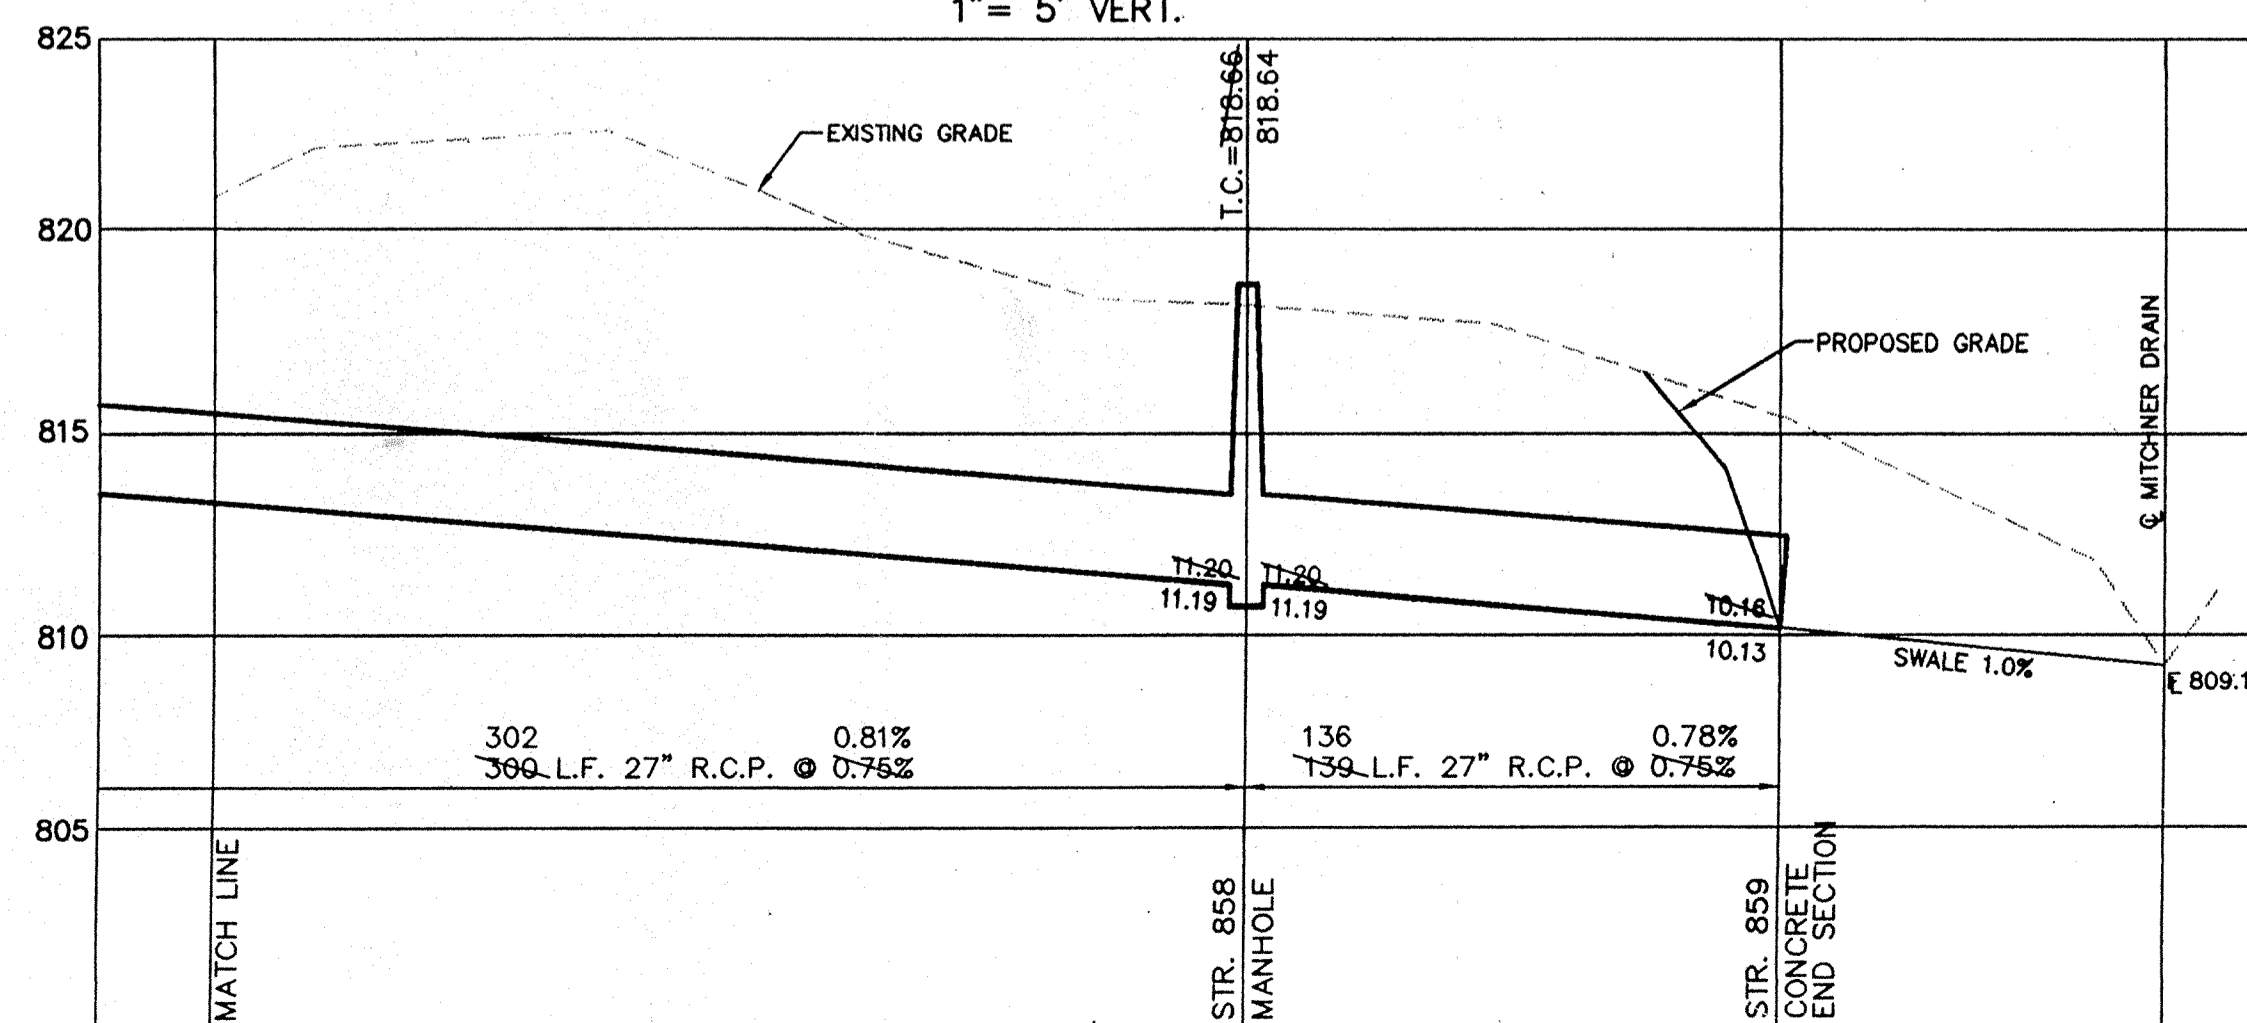 1"= 5' VERT.
825
820
815
810
805
EXISTING GRADE
T.C.=818.66
818.64
PROPOSED GRADE
℄ MITCHNER DRAIN
11.20
11.19
11.20
11.19
10.16
10.13
SWALE 1.0%
809.1
302
0.81%
300 L.F. 27" R.C.P. @ 0.75%
136
0.78%
139 L.F. 27" R.C.P. @ 0.75%
MATCH LINE
STR. 858
MANHOLE
STR. 859
CONCRETE
END SECTION